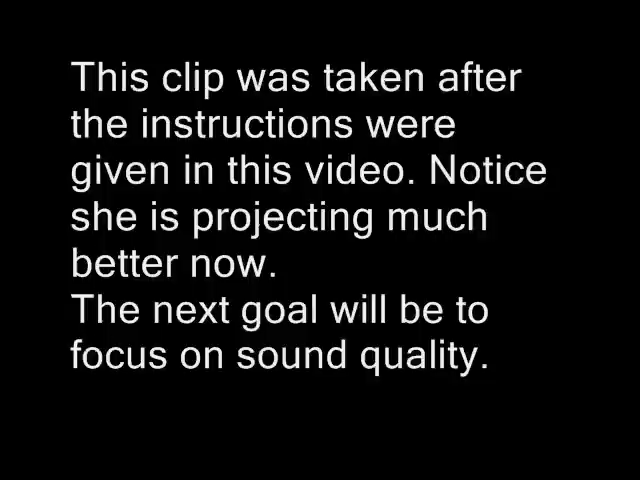 This clip was taken after
the instructions were
given in this video. Notice
she is projecting much
better now.
The next goal will be to
focus on sound quality.